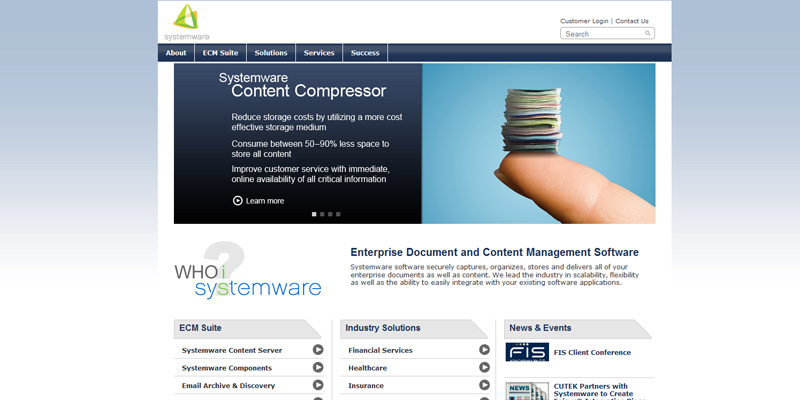 systemware
Customer Login | Contact Us
Search
About
ECM Suite
Solutions
Services
Success
Systemware
Content Compressor
Reduce storage costs by utilizing a more cost
effective storage medium
Consume between 50–90% less space to
store all content
Improve customer service with immediate,
online availability of all critical information
Learn more
WHO is
systemware
?
Enterprise Document and Content Management Software
Systemware software securely captures, organizes, stores and delivers all of your
enterprise documents as well as content. We lead the industry in scalability, flexibility
as well as the ability to easily integrate with your existing software applications.
ECM Suite
Systemware Content Server
Systemware Components
Email Archive & Discovery
Industry Solutions
Financial Services
Healthcare
Insurance
News & Events
FIS
FIS Client Conference
NEWS
CUTEK Partners with
Systemware to Create